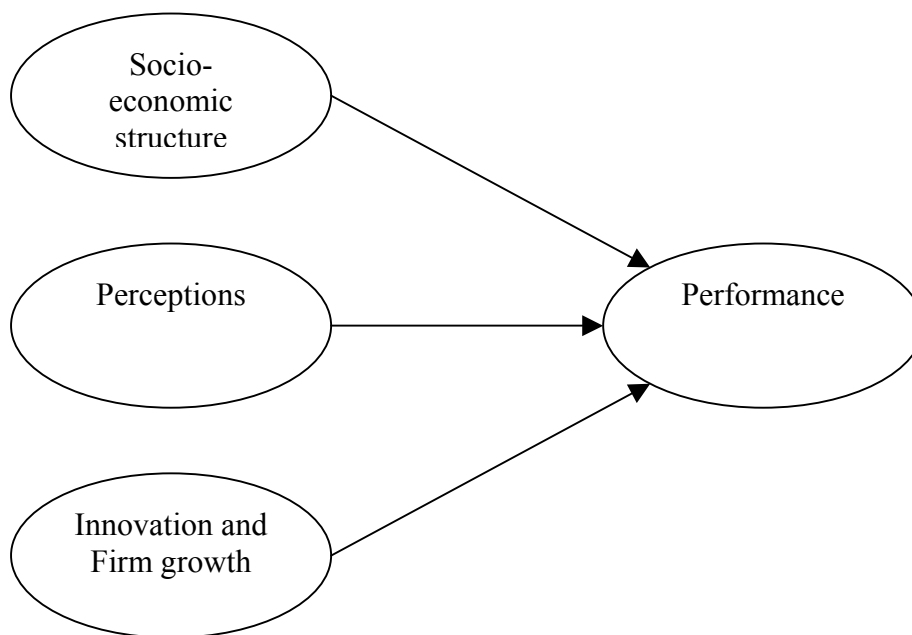 Socio-
economic
structure
Perceptions
Performance
Innovation and
Firm growth